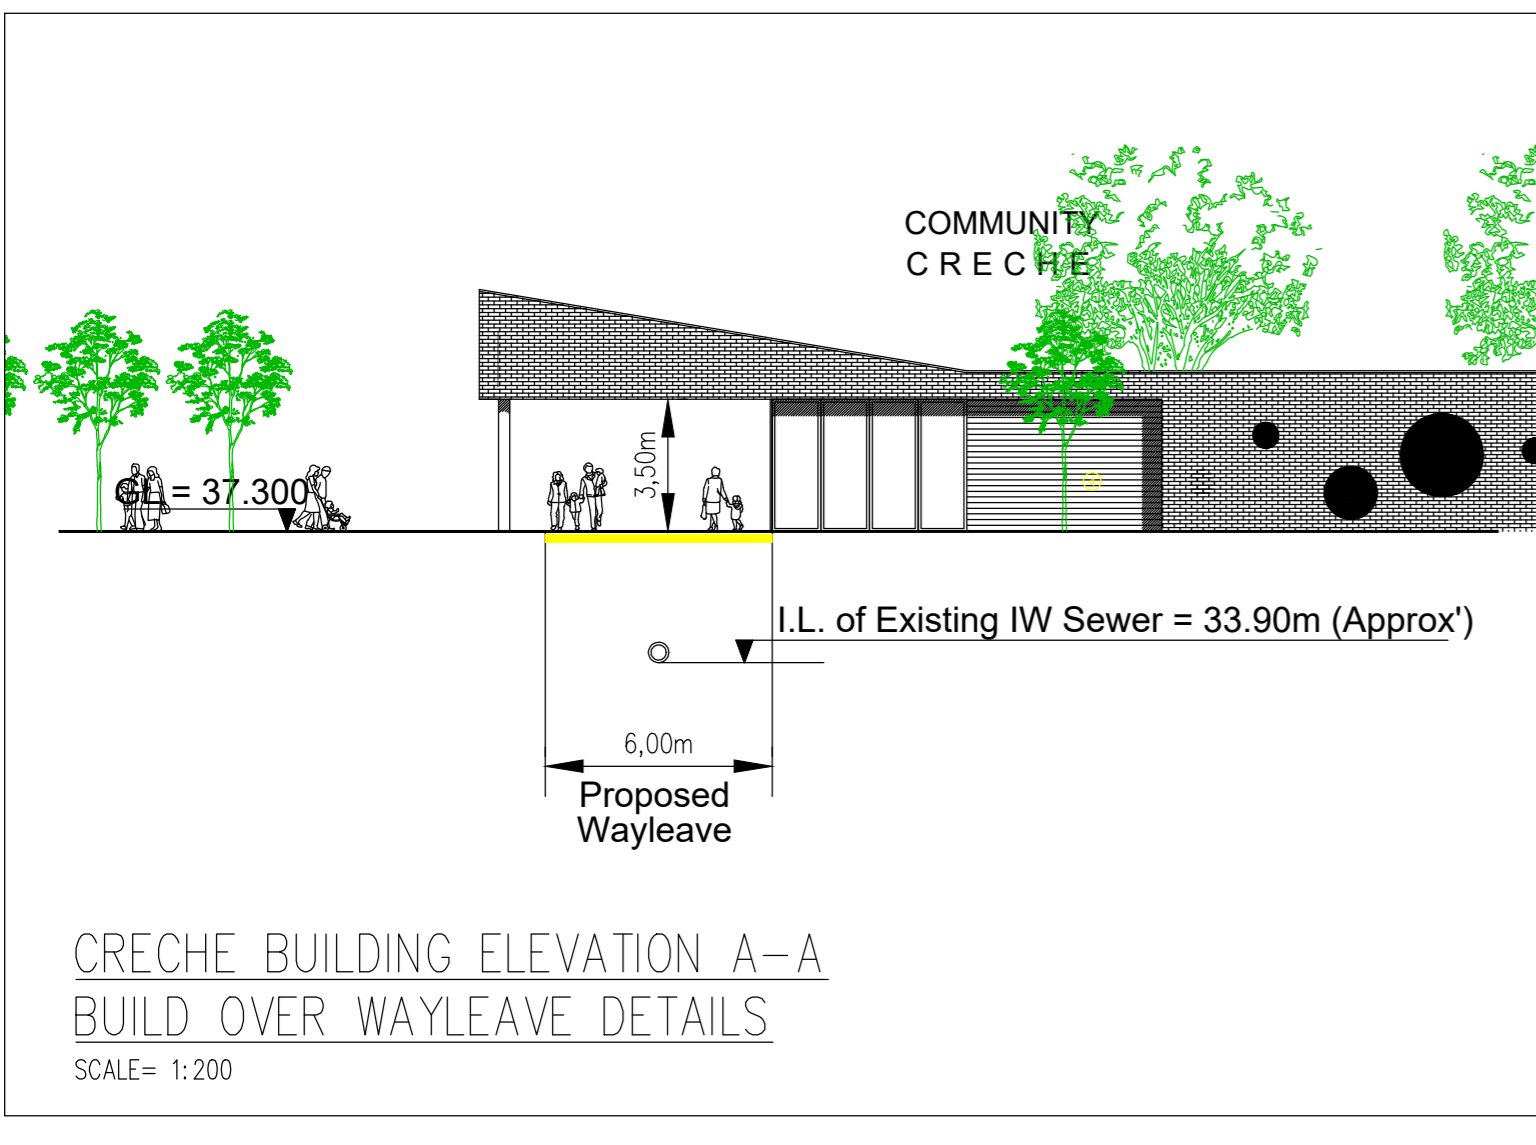 COMMUNITY
CRECHE
3,50m
GL = 37.300
I.L. of Existing IW Sewer = 33.90m (Approx')
6,00m
Proposed
Wayleave
CRECHE BUILDING ELEVATION A-A
BUILD OVER WAYLEAVE DETAILS
SCALE= 1:200